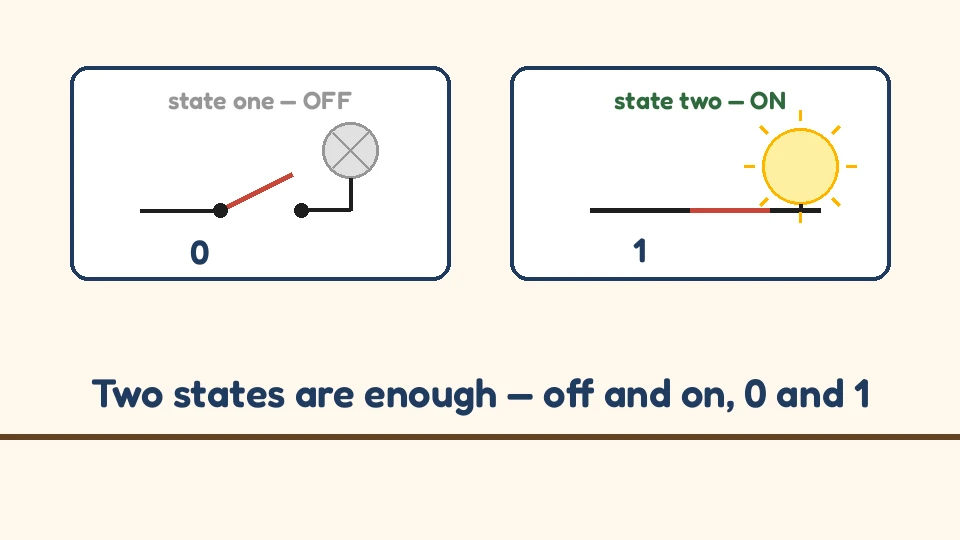 state one — OFF
state two — ON
0
1
Two states are enough — off and on, 0 and 1